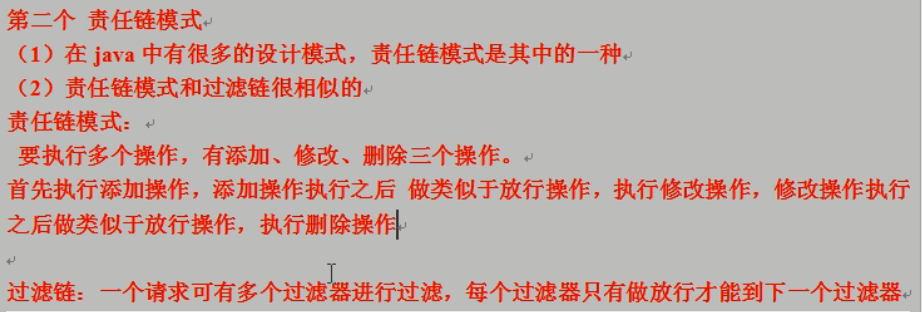 第二个 责任链模式
（1）在 java 中有很多的设计模式，责任链模式是其中的一种
（2）责任链模式和过滤链很相似的
责任链模式：
要执行多个操作，有添加、修改、删除三个操作。
首先执行添加操作，添加操作执行之后 做类似于放行操作，执行修改操作，修改操作执行
之后做类似于放行操作，执行删除操作
过滤链：一个请求可有多个过滤器进行过滤，每个过滤器只有做放行才能到下一个过滤器